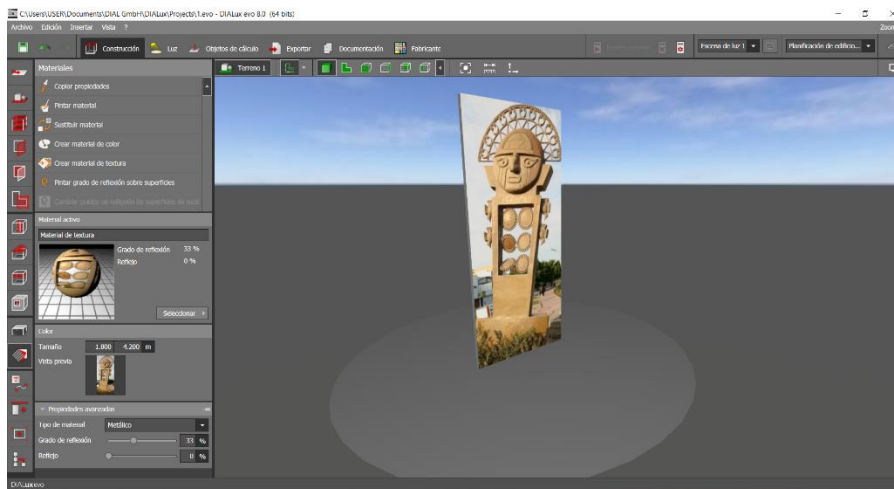 C:\Users\USER\Documents\DIAL GmbH\DIALux\Projects\1.evo - DIALux evo 8.0 (64 bits)
Archivo Edición Insertar Vista ?
Zoom
Construcción Luz Objetos de cálculo Exportar Documentación Fabricante
Escena de luz 1
Planificación de edificio...
Materiales
Terreno 1
Copiar propiedades
Pintar material
Sustituir material
Crear material de color
Crear material de textura
Pintar grado de reflexión sobre superficies
Material activo
Material de textura
Grado de reflexión 33 %
Reflejo 0 %
Seleccionar
Color
Tamaño 1.800 4.200 m
Vista previa
Propiedades avanzadas
Tipo de material Metálico
Grado de reflexión 33 %
Reflejo 0 %
DIALux evo